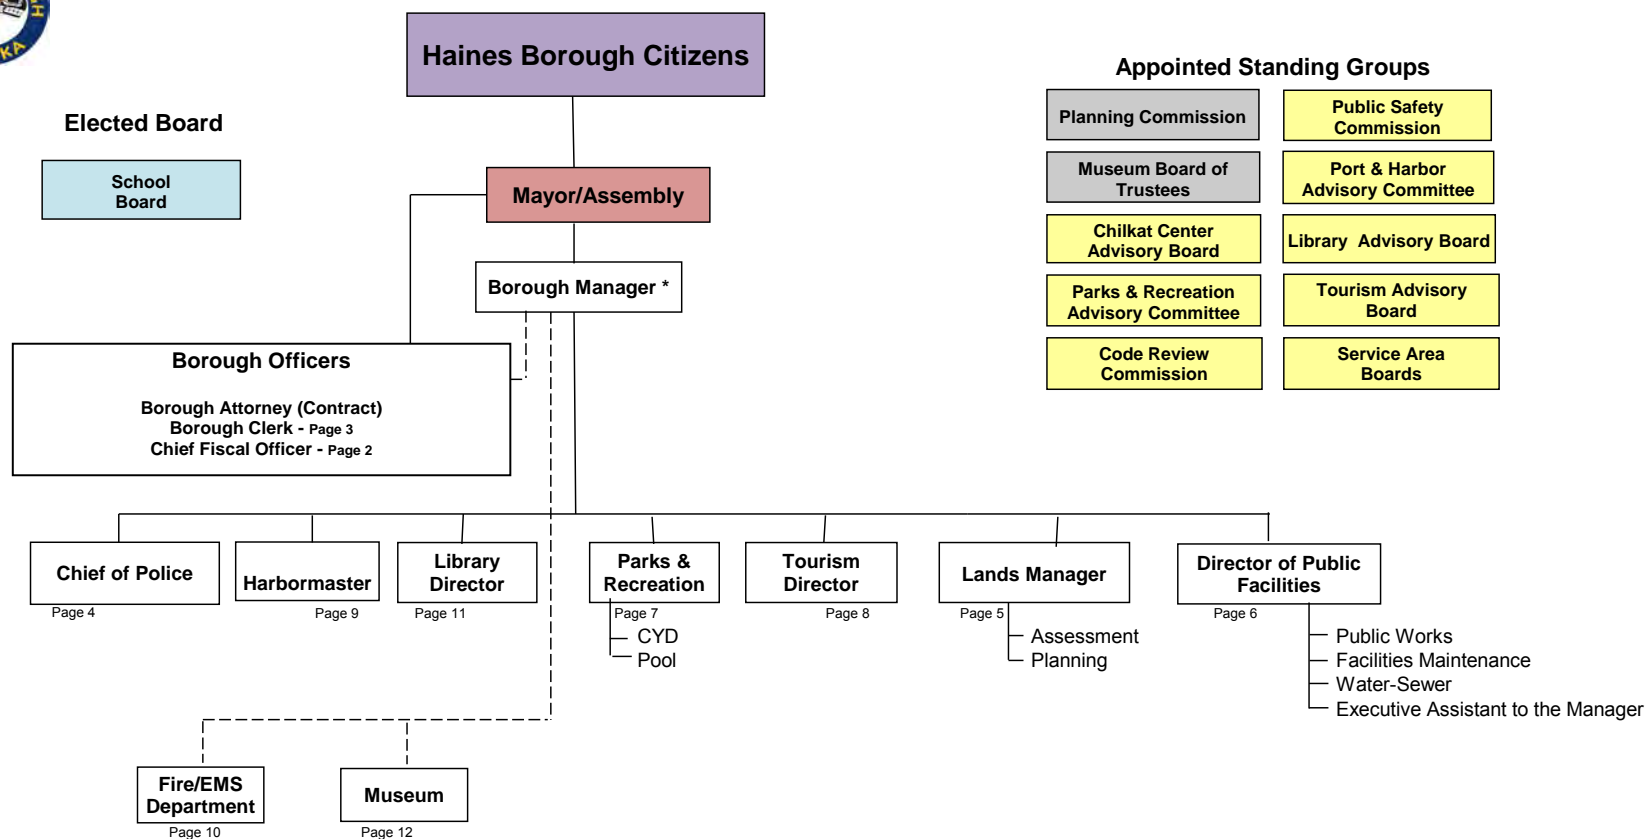 H
KA
Haines Borough Citizens
Elected Board
School
Board
Mayor/Assembly
Borough Manager *
Borough Officers
Borough Attorney (Contract)
Borough Clerk - Page 3
Chief Fiscal Officer - Page 2
Appointed Standing Groups
Planning Commission
Public Safety
Commission
Museum Board of
Trustees
Port & Harbor
Advisory Committee
Chilkat Center
Advisory Board
Library Advisory Board
Parks & Recreation
Advisory Committee
Tourism Advisory
Board
Code Review
Commission
Service Area
Boards
Chief of Police
Page 4
Harbormaster
Page 9
Library
Director
Page 11
Parks &
Recreation
Page 7
CYD
Pool
Tourism
Director
Page 8
Lands Manager
Page 5
Assessment
Planning
Director of Public
Facilities
Page 6
Public Works
Facilities Maintenance
Water-Sewer
Executive Assistant to the Manager
Fire/EMS
Department
Page 10
Museum
Page 12